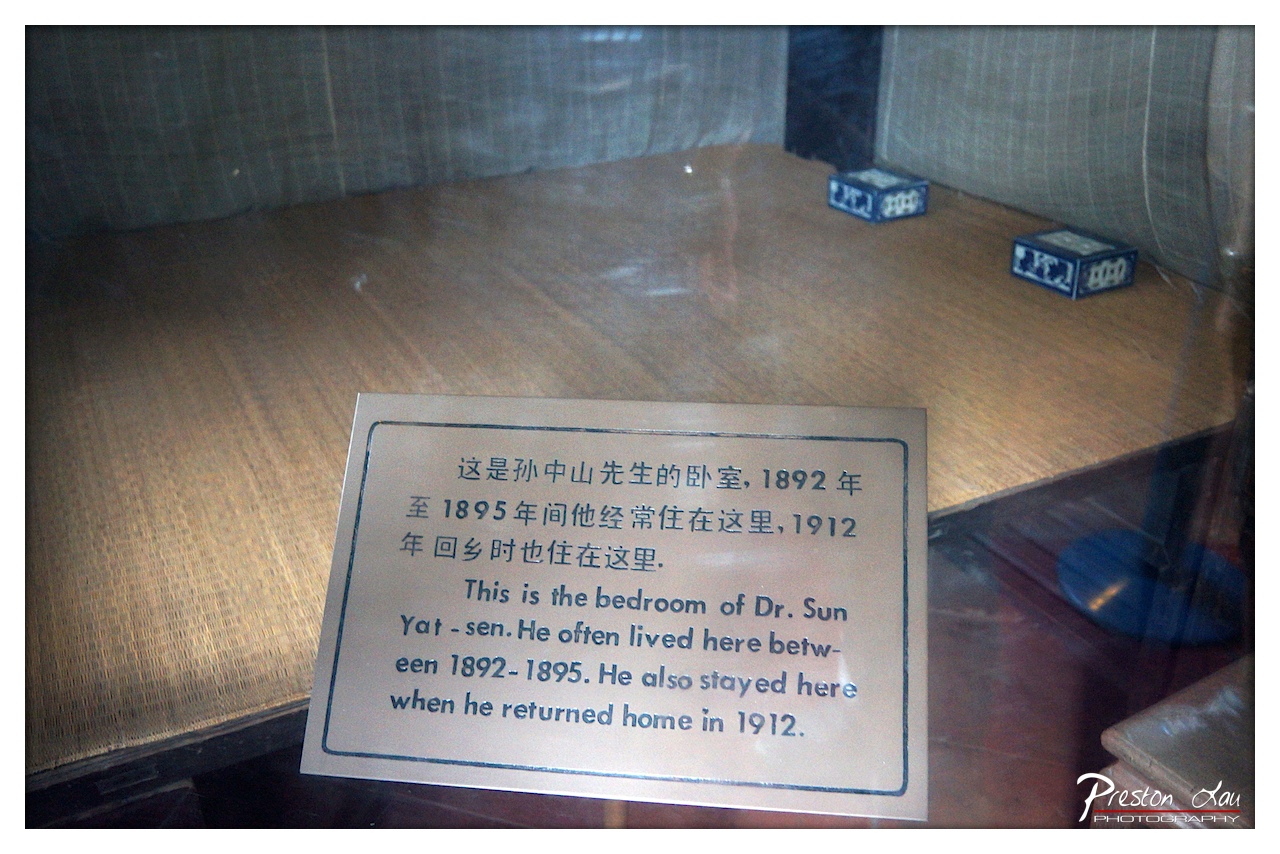 这是孙中山先生的卧室, 1892 年
至 1895 年间他经常住在这里, 1912
年回乡时也住在这里.
This is the bedroom of Dr. Sun
Yat-sen. He often lived here betw-
een 1892-1895. He also stayed here
when he returned home in 1912.
Preston Lau
PHOTOGRAPHY